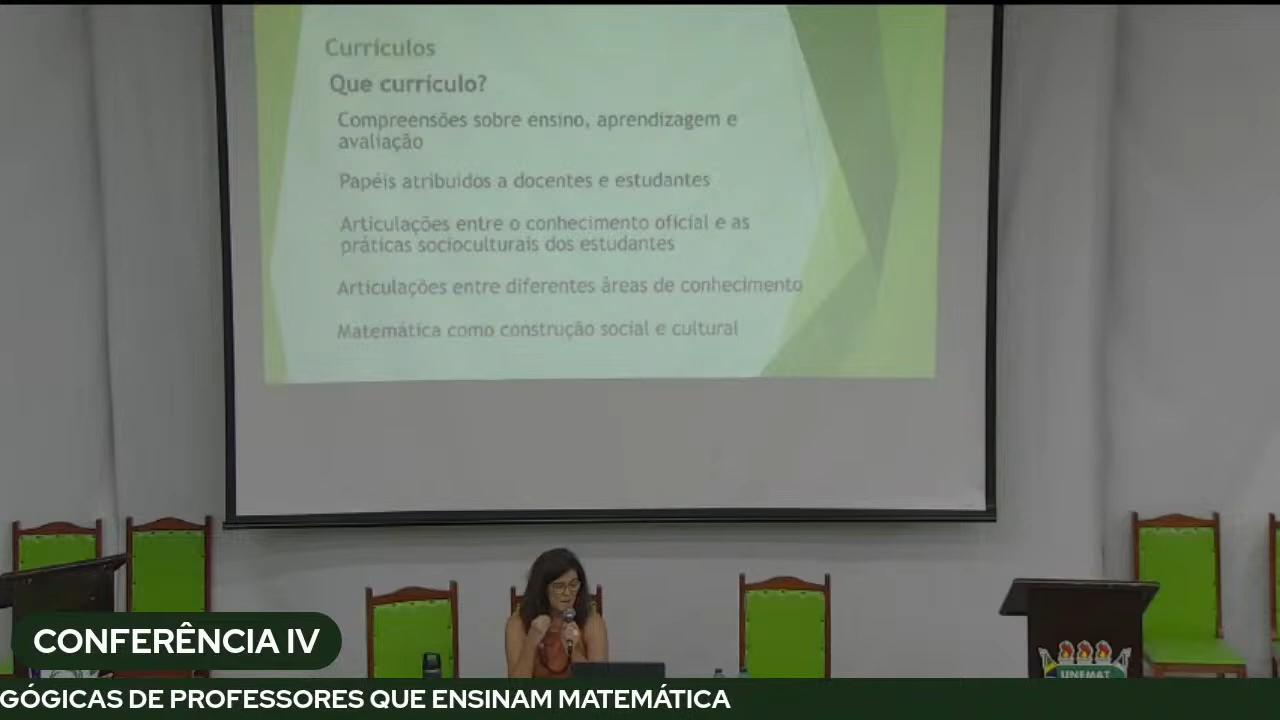 Currículos
Que currículo?
Compreensões sobre ensino, aprendizagem e
avaliação
Papéis atribuidos a docentes e estudantes
Articulações entre o conhecimento oficial e as
práticas socioculturais dos estudantes
Articulações entre diferentes áreas de conhecimento
Matemática como construção social e cultural
CONFERÊNCIA IV
UNEMAT
GÓGICAS DE PROFESSORES QUE ENSINAM MATEMÁTICA